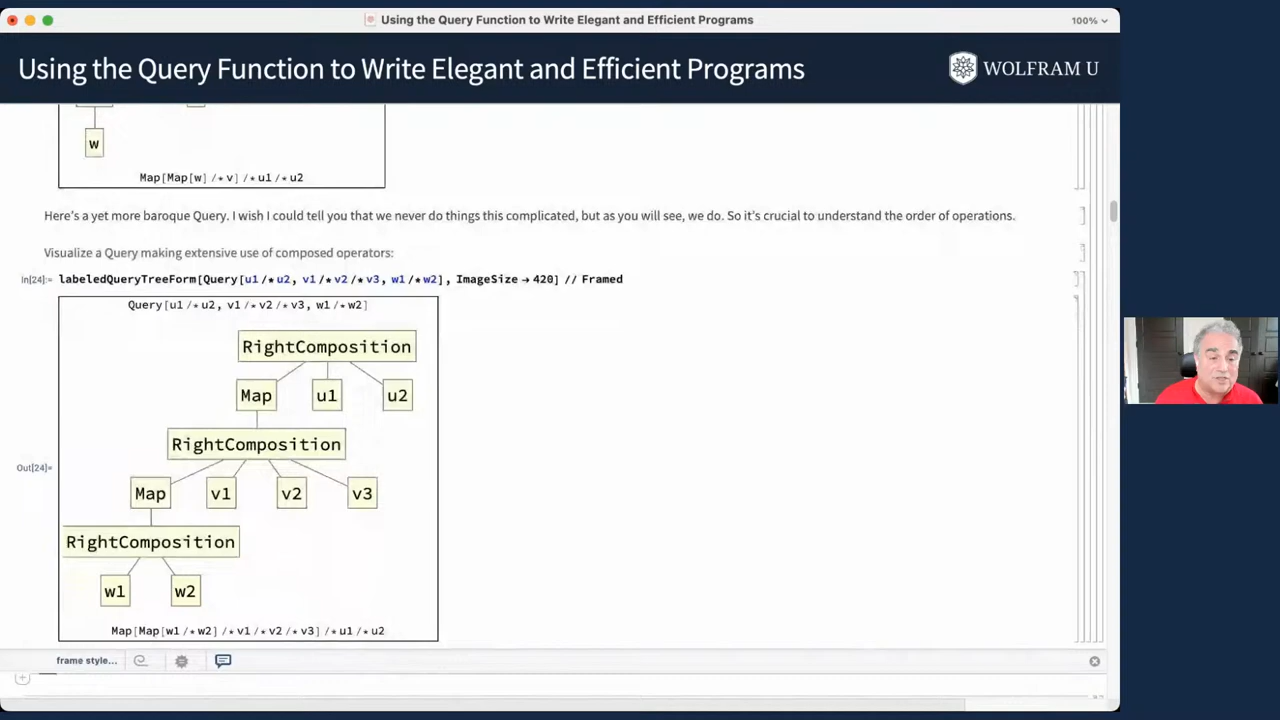 Using the Query Function to Write Elegant and Efficient Programs
100%
Using the Query Function to Write Elegant and Efficient Programs
WOLFRAM U
w
Map[Map[w] /* v] /* u1 /* u2
Here's a yet more baroque Query. I wish I could tell you that we never do things this complicated, but as you will see, we do. So it's crucial to understand the order of operations.
Visualize a Query making extensive use of composed operators:
In[24]:= labeledQueryTreeForm[Query[u1 /* u2, v1 /* v2 /* v3, w1 /* w2], ImageSize → 420] // Framed
Query[u1 /* u2, v1 /* v2 /* v3, w1 /* w2]
RightComposition
Map u1 u2
RightComposition
Out[24]=
Map v1 v2 v3
RightComposition
w1 w2
Map[Map[w1 /* w2] /* v1 /* v2 /* v3] /* u1 /* u2
frame style...